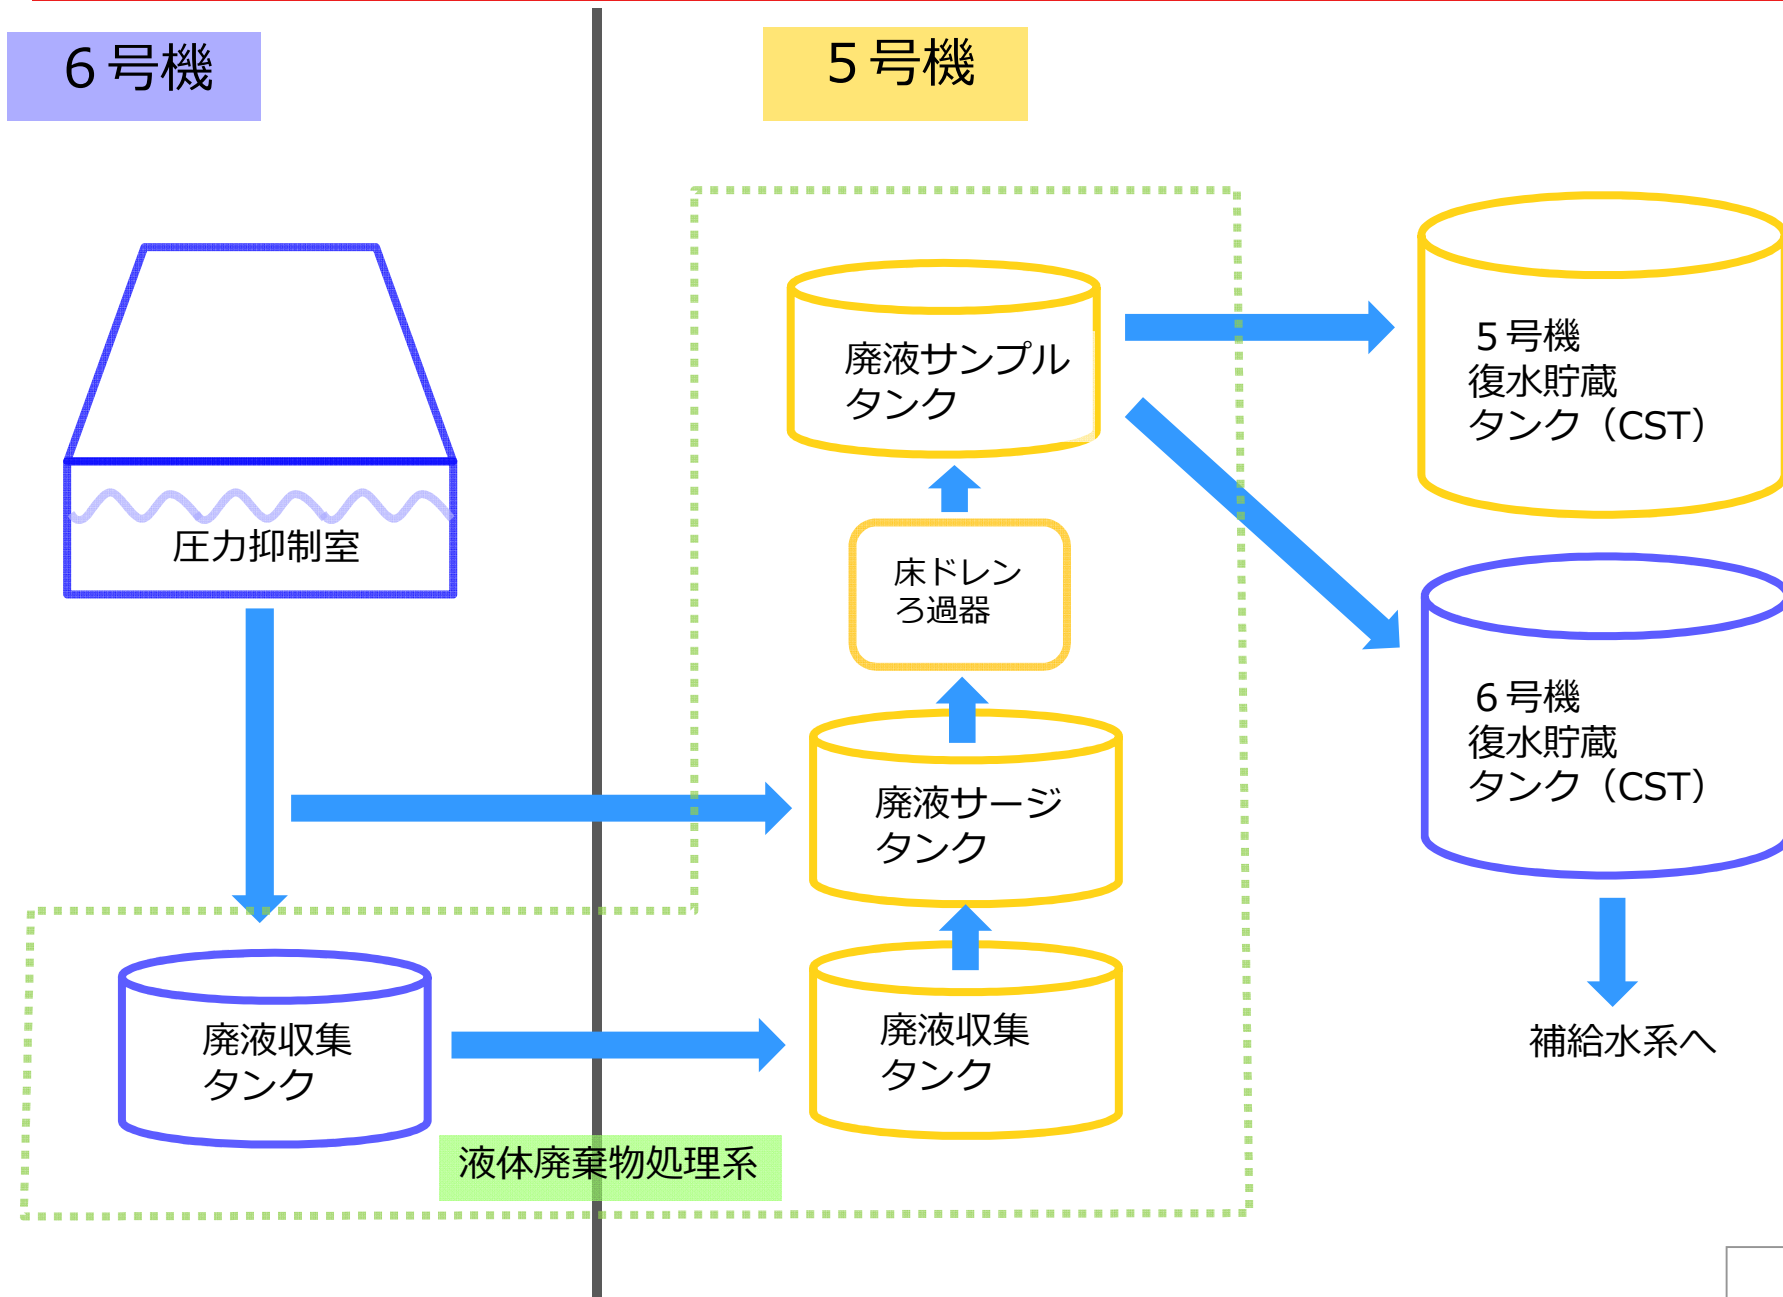 ６号機
５号機
圧力抑制室
廃液収集
タンク
液体廃棄物処理系
廃液サンプル
タンク
床ドレン
ろ過器
廃液サージ
タンク
廃液収集
タンク
５号機
復水貯蔵
タンク（CST）
６号機
復水貯蔵
タンク（CST）
補給水系へ